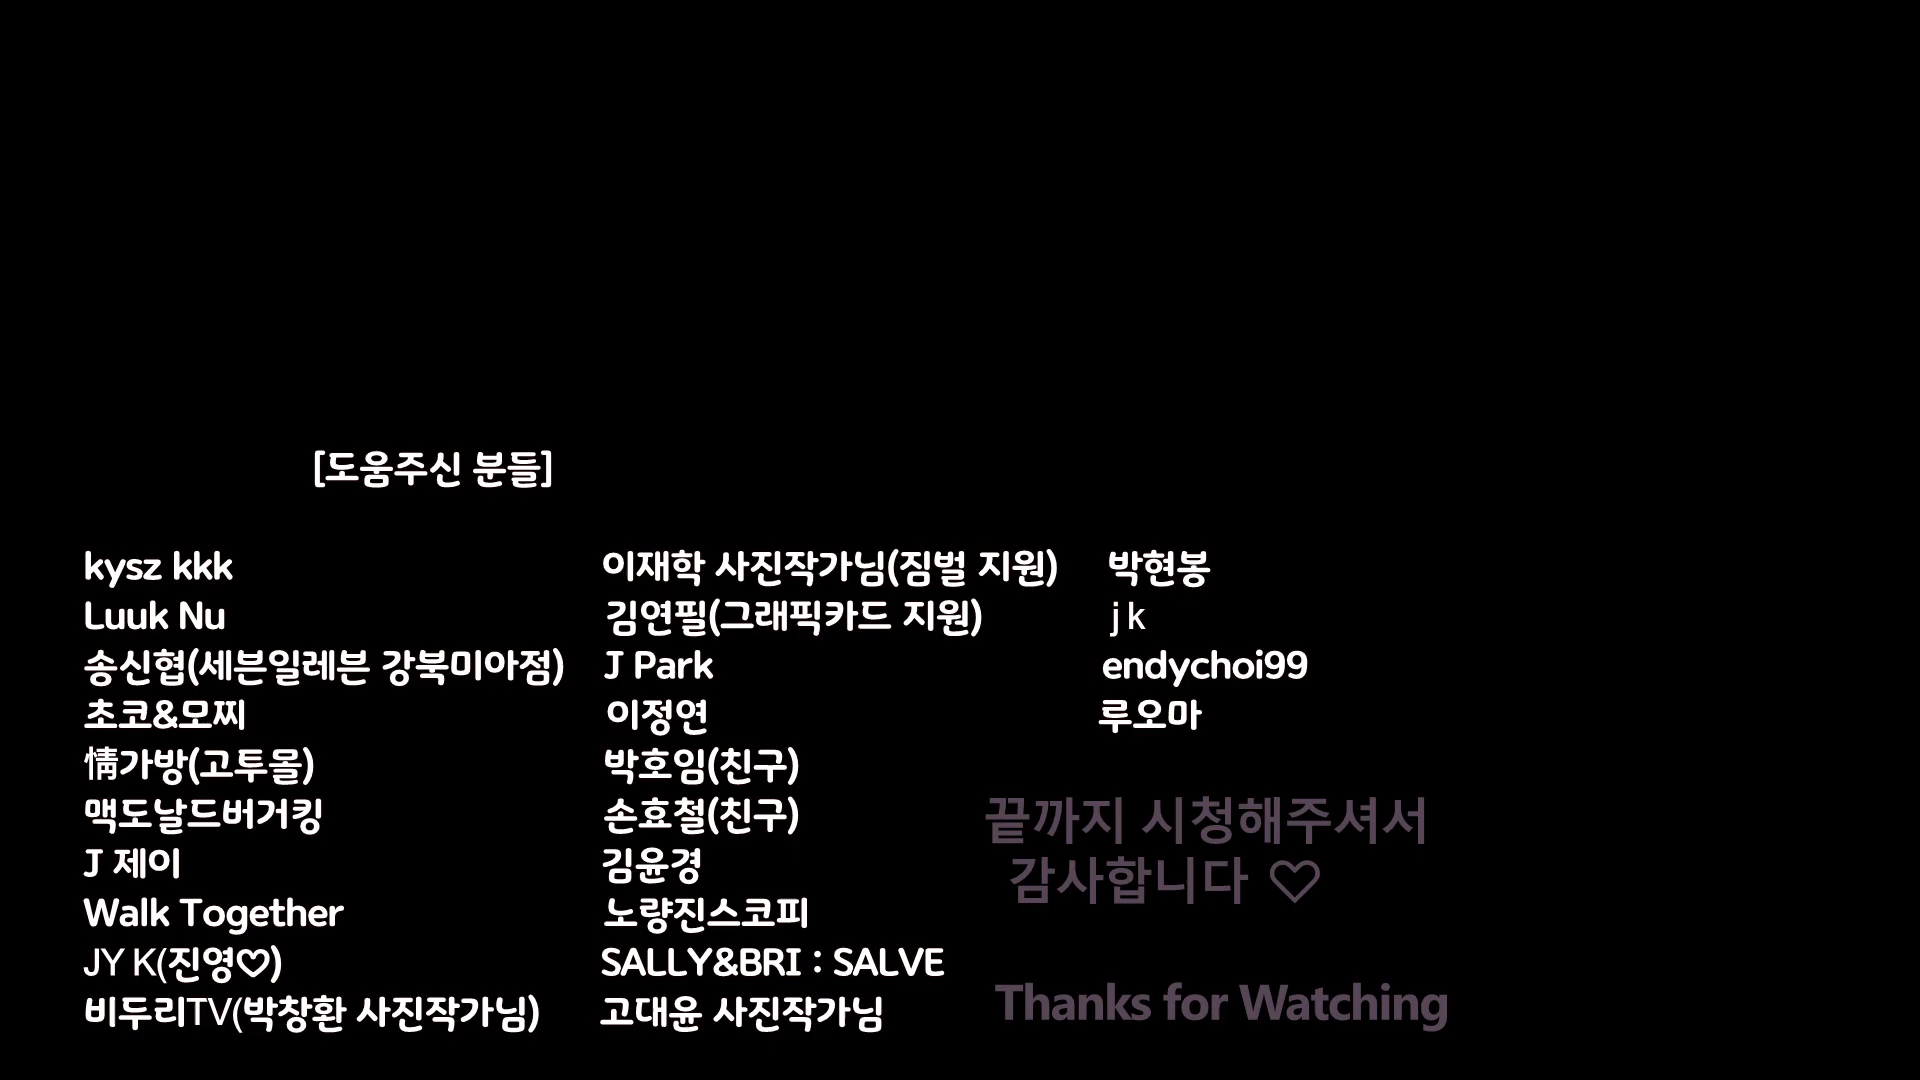 [도움주신 분들]
kysz kkk
Luuk Nu
송신협(세븐일레븐 강북미아점)
초코&모찌
情가방(고투몰)
맥도날드버거킹
J 제이
Walk Together
JY K(진영♡)
비두리TV(박창환 사진작가님)
이재학 사진작가님(짐벌 지원)
김연필(그래픽카드 지원)
J Park
이정연
박호임(친구)
손효철(친구)
김윤경
노량진스코피
SALLY&BRI : SALVE
고대윤 사진작가님
박현봉
j k
endychoi99
루오마
끝까지 시청해주셔서
감사합니다 ♡
Thanks for Watching